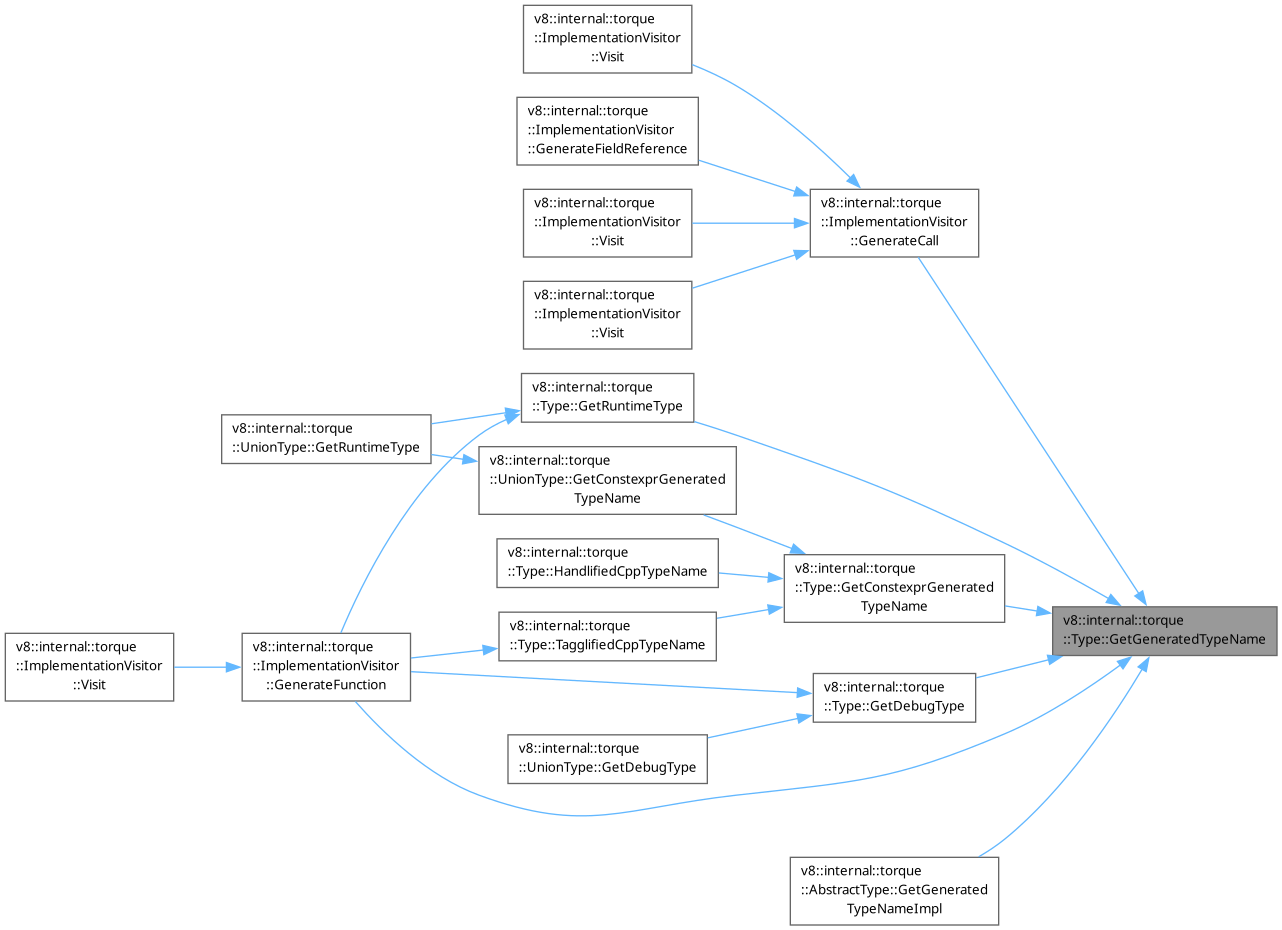 v8::internal::torque
::ImplementationVisitor
::Visit
v8::internal::torque
::ImplementationVisitor
::GenerateFieldReference
v8::internal::torque
::ImplementationVisitor
::GenerateCall
v8::internal::torque
::ImplementationVisitor
::Visit
v8::internal::torque
::ImplementationVisitor
::Visit
v8::internal::torque
::Type::GetRuntimeType
v8::internal::torque
::UnionType::GetRuntimeType
v8::internal::torque
::UnionType::GetConstexprGenerated
TypeName
v8::internal::torque
::Type::HandlifiedCppTypeName
v8::internal::torque
::Type::GetConstexprGenerated
TypeName
v8::internal::torque
::Type::GetGeneratedTypeName
v8::internal::torque
::Type::TagglifiedCppTypeName
v8::internal::torque
::ImplementationVisitor
::Visit
v8::internal::torque
::ImplementationVisitor
::GenerateFunction
v8::internal::torque
::Type::GetDebugType
v8::internal::torque
::UnionType::GetDebugType
v8::internal::torque
::AbstractType::GetGenerated
TypeNameImpl